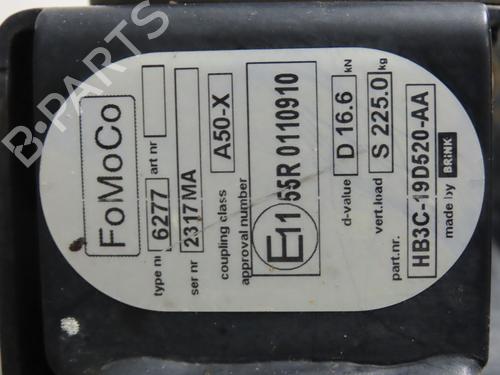 FoMoCo
type nr 6277 art nr
ser nr 2317MA
coupling class A50-X
approval number E11 55R 0110910
d-value D 16.6 kN
vert.load S 225.0 kg
part.nr. HB3C-19D520-AA
made by BRINK
B-PARTS